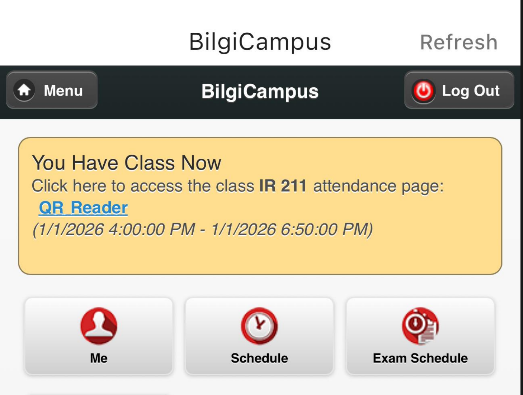 BilgiCampus Refresh
Menu BilgiCampus Log Out
You Have Class Now
Click here to access the class IR 211 attendance page:
QR Reader
(1/1/2026 4:00:00 PM - 1/1/2026 6:50:00 PM)
Me Schedule Exam Schedule